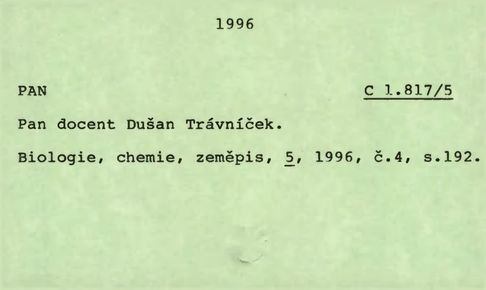 1996
PAN C 1.817/5
Pan docent Dušan Trávníček.
Biologie, chemie, zeměpis, 5, 1996, č.4, s.192.